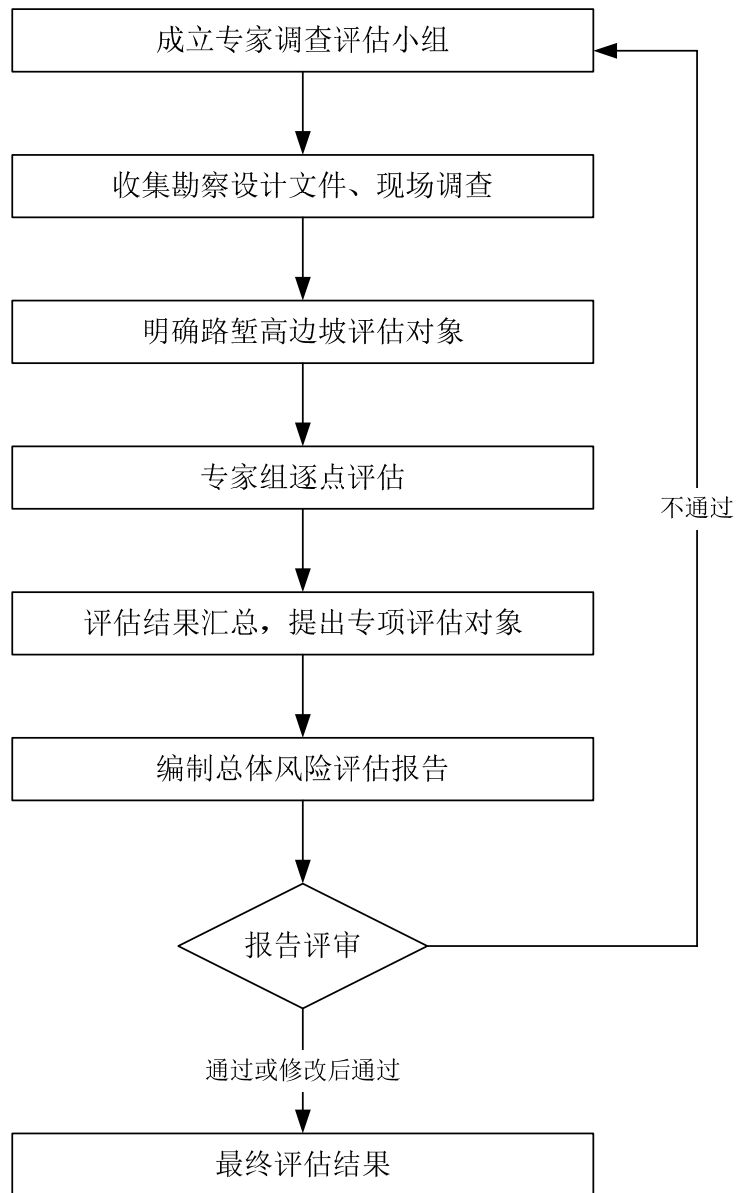 成立专家调查评估小组
收集勘察设计文件、现场调查
明确路堑高边坡评估对象
专家组逐点评估
不通过
评估结果汇总，提出专项评估对象
编制总体风险评估报告
报告评审
通过或修改后通过
最终评估结果